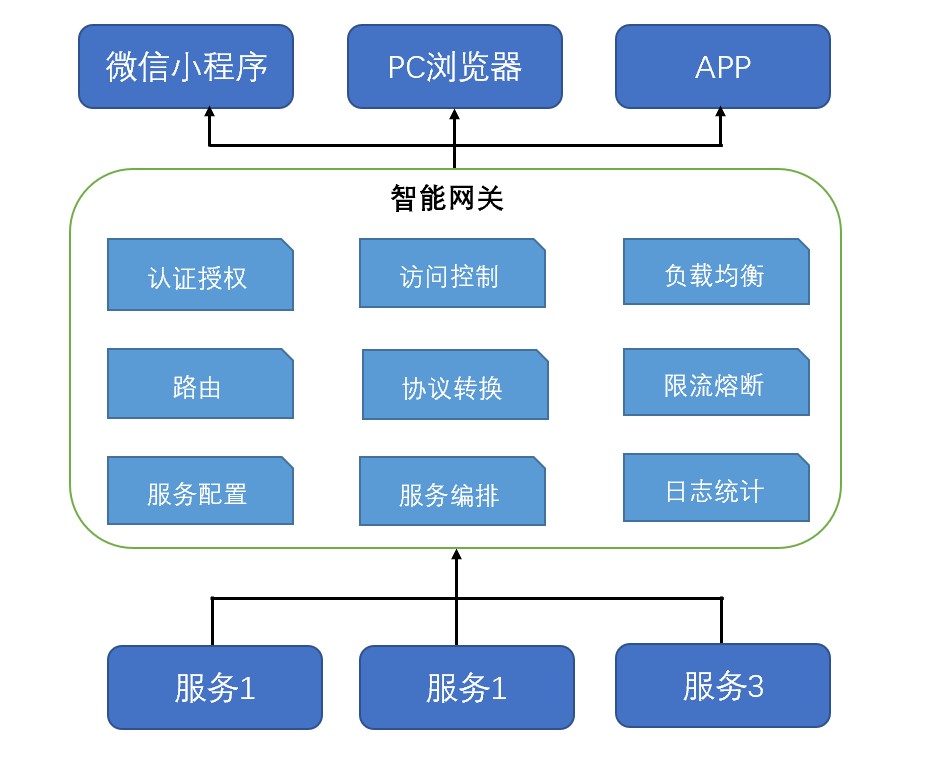 微信小程序
PC浏览器
APP
智能网关
认证授权
访问控制
负载均衡
路由
协议转换
限流熔断
服务配置
服务编排
日志统计
服务1
服务1
服务3